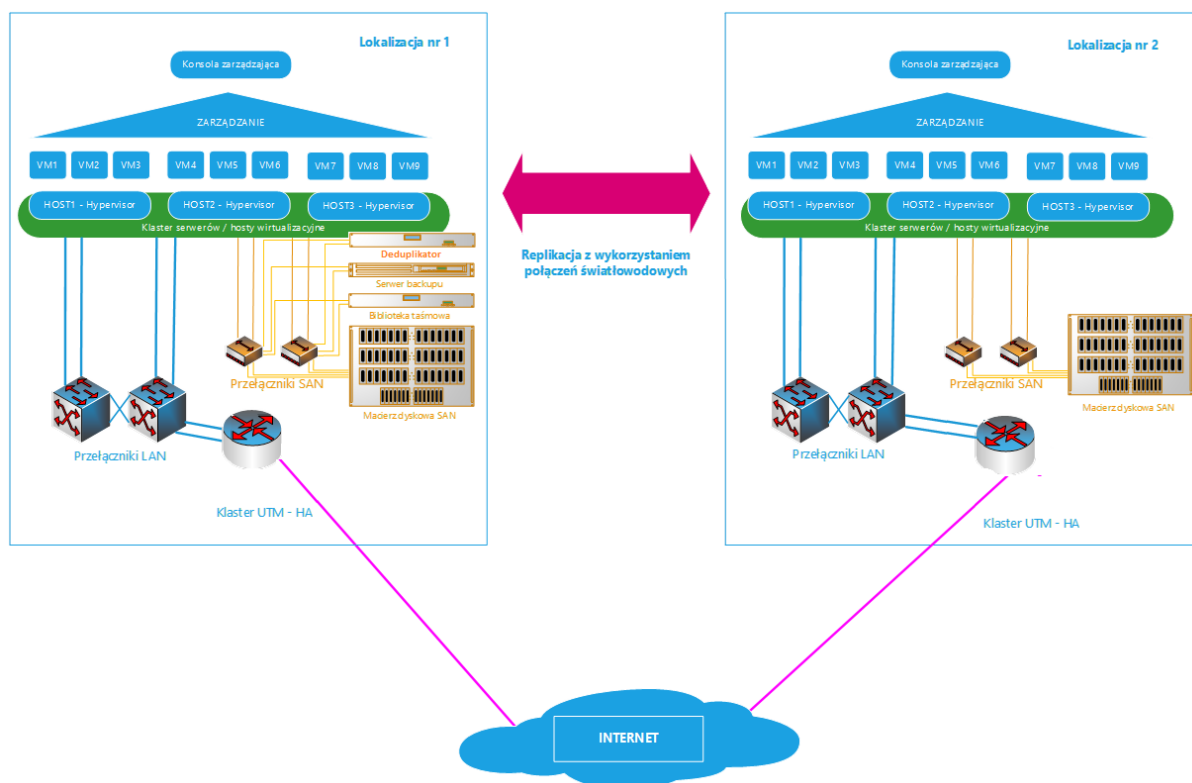 Lokalizacja nr 1
Konsola zarządzająca
ZARZĄDZANIE
VM1 VM2 VM3 VM4 VM5 VM6 VM7 VM8 VM9
HOST1 - Hypervisor HOST2 - Hypervisor HOST3 - Hypervisor
Klaster serwerów / hosty wirtualizacyjne
Deduplikator
Serwer backupu
Biblioteka taśmowa
Przełączniki SAN
Macierz dyskowa SAN
Przełączniki LAN
Klaster UTM - HA
Replikacja z wykorzystaniem
połączeń światłowodowych
Lokalizacja nr 2
Konsola zarządzająca
ZARZĄDZANIE
VM1 VM2 VM3 VM4 VM5 VM6 VM7 VM8 VM9
HOST1 - Hypervisor HOST2 - Hypervisor HOST3 - Hypervisor
Klaster serwerów / hosty wirtualizacyjne
Przełączniki SAN
Macierz dyskowa SAN
Przełączniki LAN
Klaster UTM - HA
INTERNET